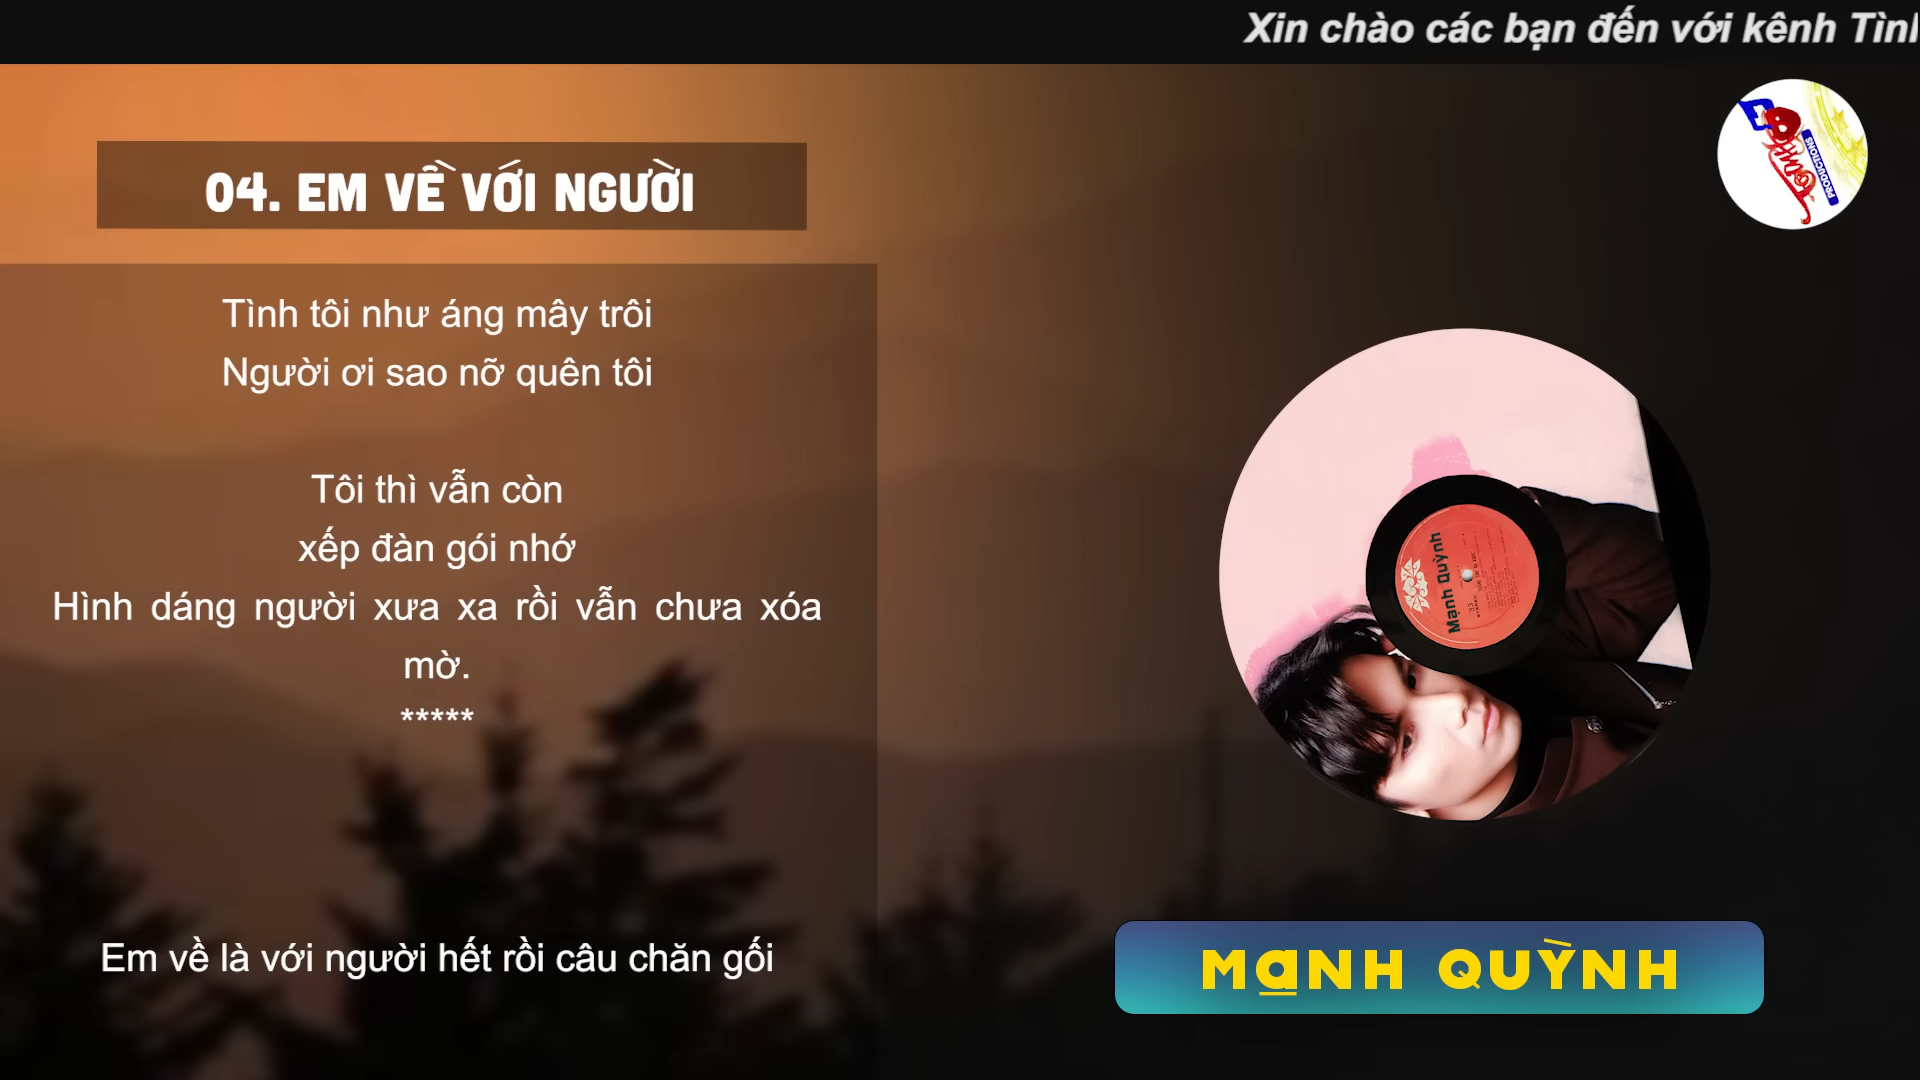 Xin chào các bạn đến với kênh
04. EM VỀ VỚI NGƯỜI
Tình tôi như áng mây trôi
Người ơi sao nỡ quên tôi
Tôi thì vẫn còn
xếp đàn gói nhớ
Hình dáng người xưa xa rồi vẫn chưa xóa
mờ.
*****
Em về là với người hết rồi câu chăn gối
PRODUCTIONS
Mạnh Quỳnh
33
MẠNH QUỲNH